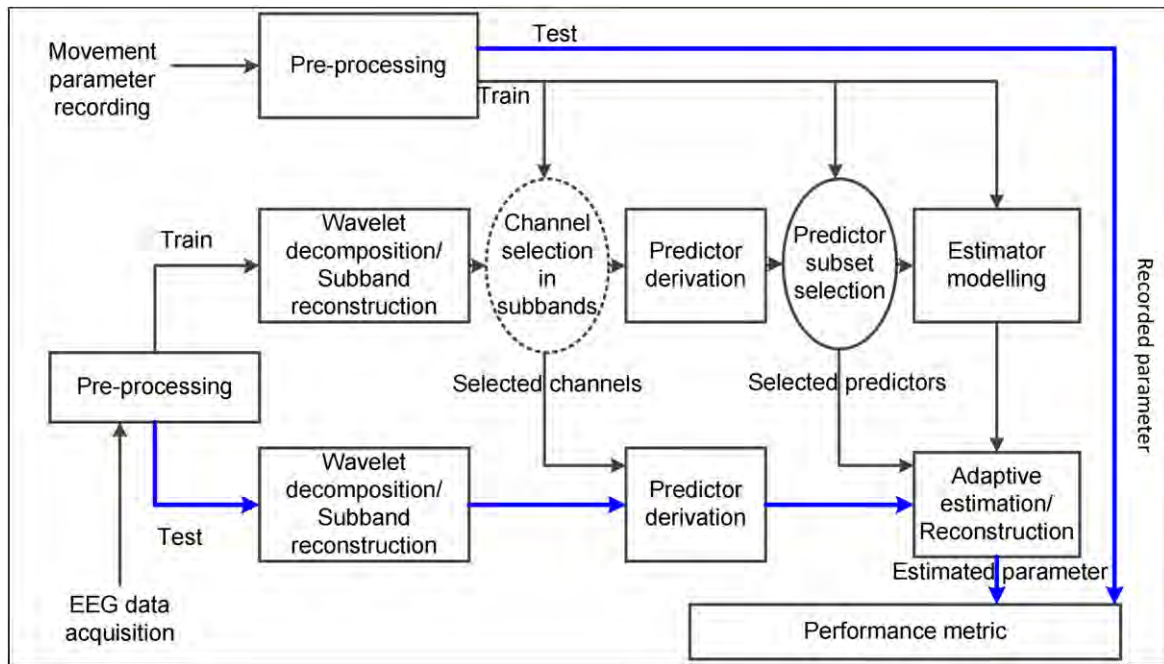 Test
Movement
parameter
recording
Pre-processing
Train
Train
Wavelet
decomposition/
Subband
reconstruction
Channel
selection
in
subbands
Predictor
derivation
Predictor
subset
selection
Estimator
modelling
Recorded parameter
Pre-processing
Selected channels
Selected predictors
Test
Wavelet
decomposition/
Subband
reconstruction
Predictor
derivation
Adaptive
estimation/
Reconstruction
Estimated parameter
EEG data
acquisition
Performance metric